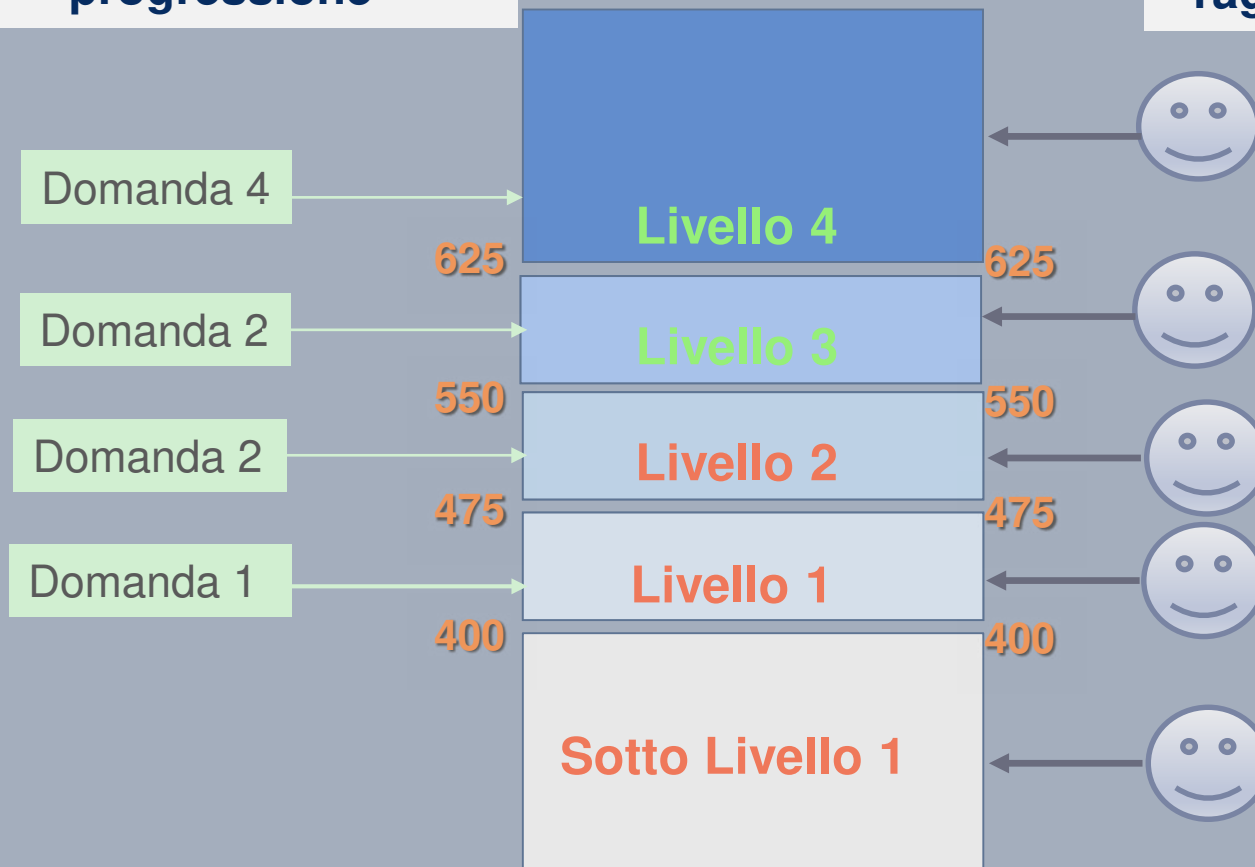 progressione
Domanda 4
Livello 4
625
625
Domanda 2
Livello 3
550
550
Domanda 2
Livello 2
475
475
Domanda 1
Livello 1
400
400
Sotto Livello 1